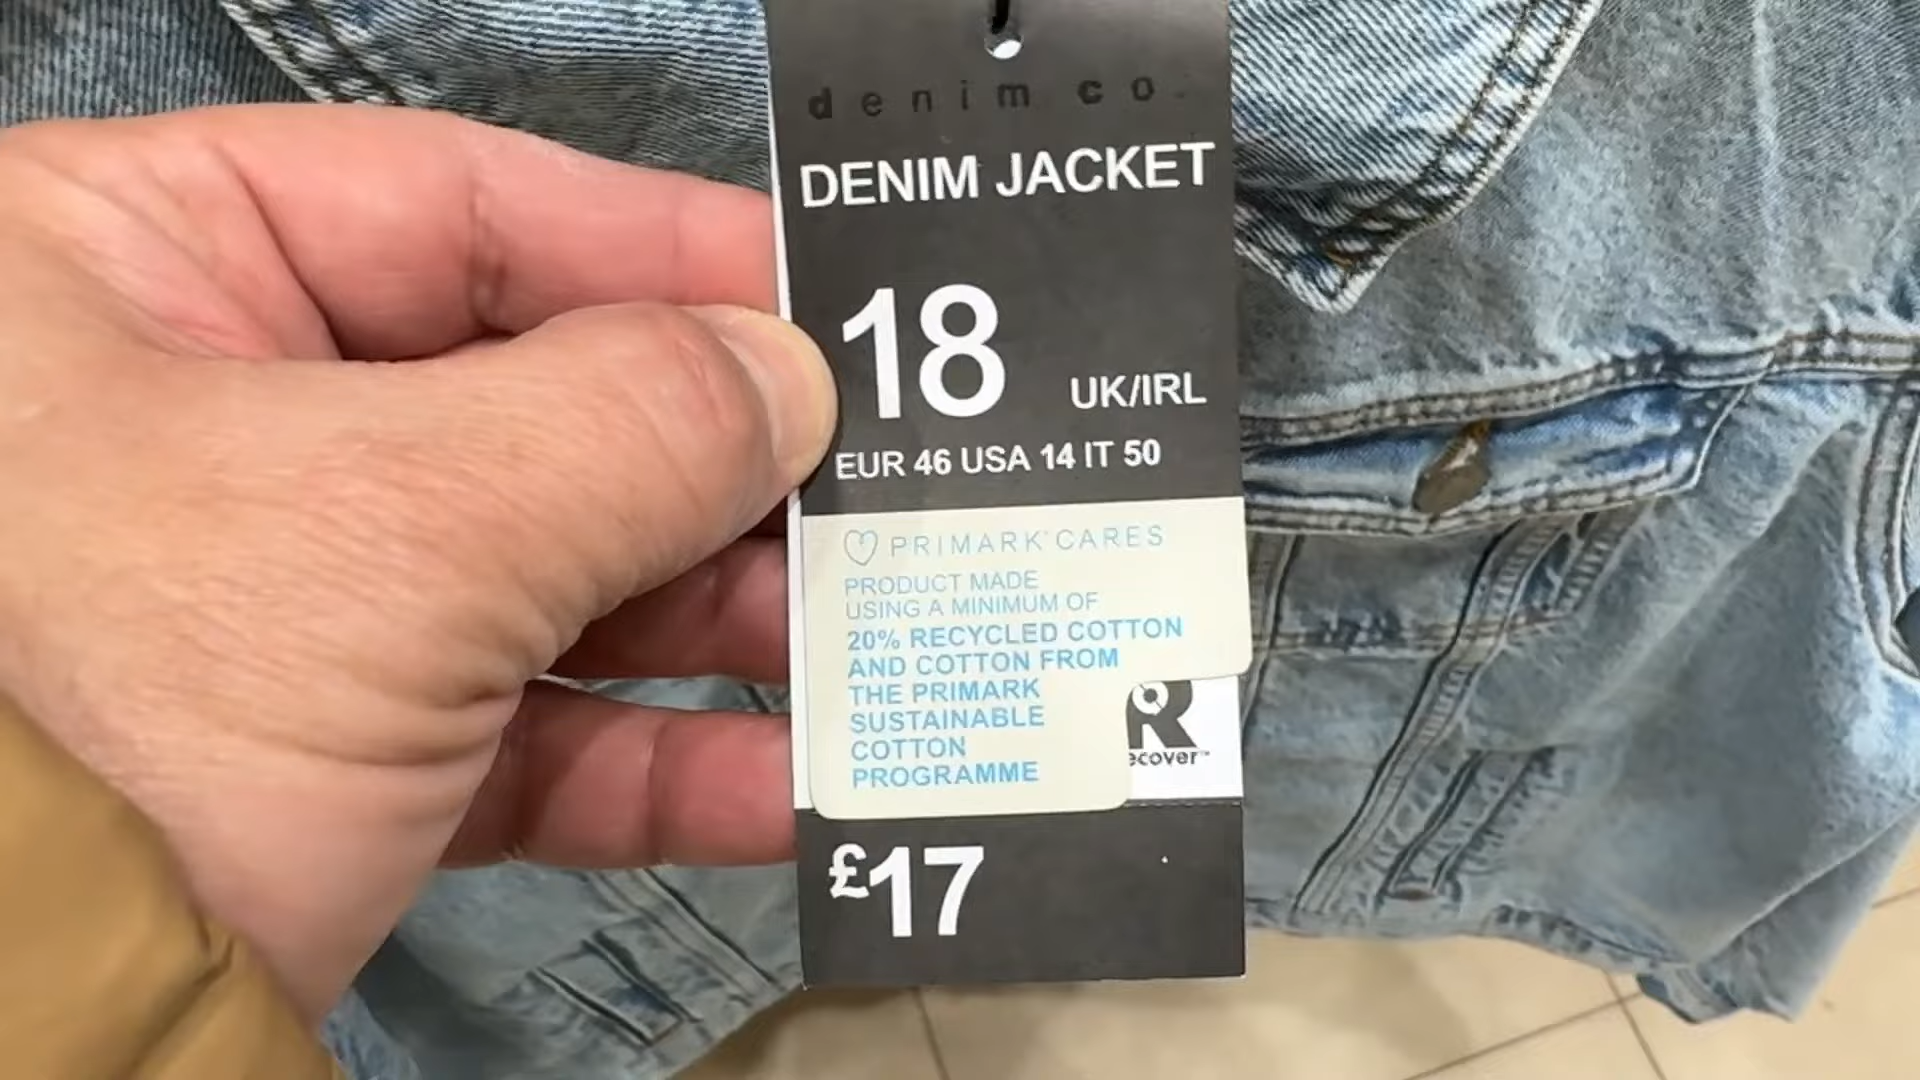 denim co.
DENIM JACKET
18 UK/IRL
EUR 46 USA 14 IT 50
PRIMARK® CARES
PRODUCT MADE
USING A MINIMUM OF
20% RECYCLED COTTON
AND COTTON FROM
THE PRIMARK
SUSTAINABLE
COTTON
PROGRAMME
Recover™
£17